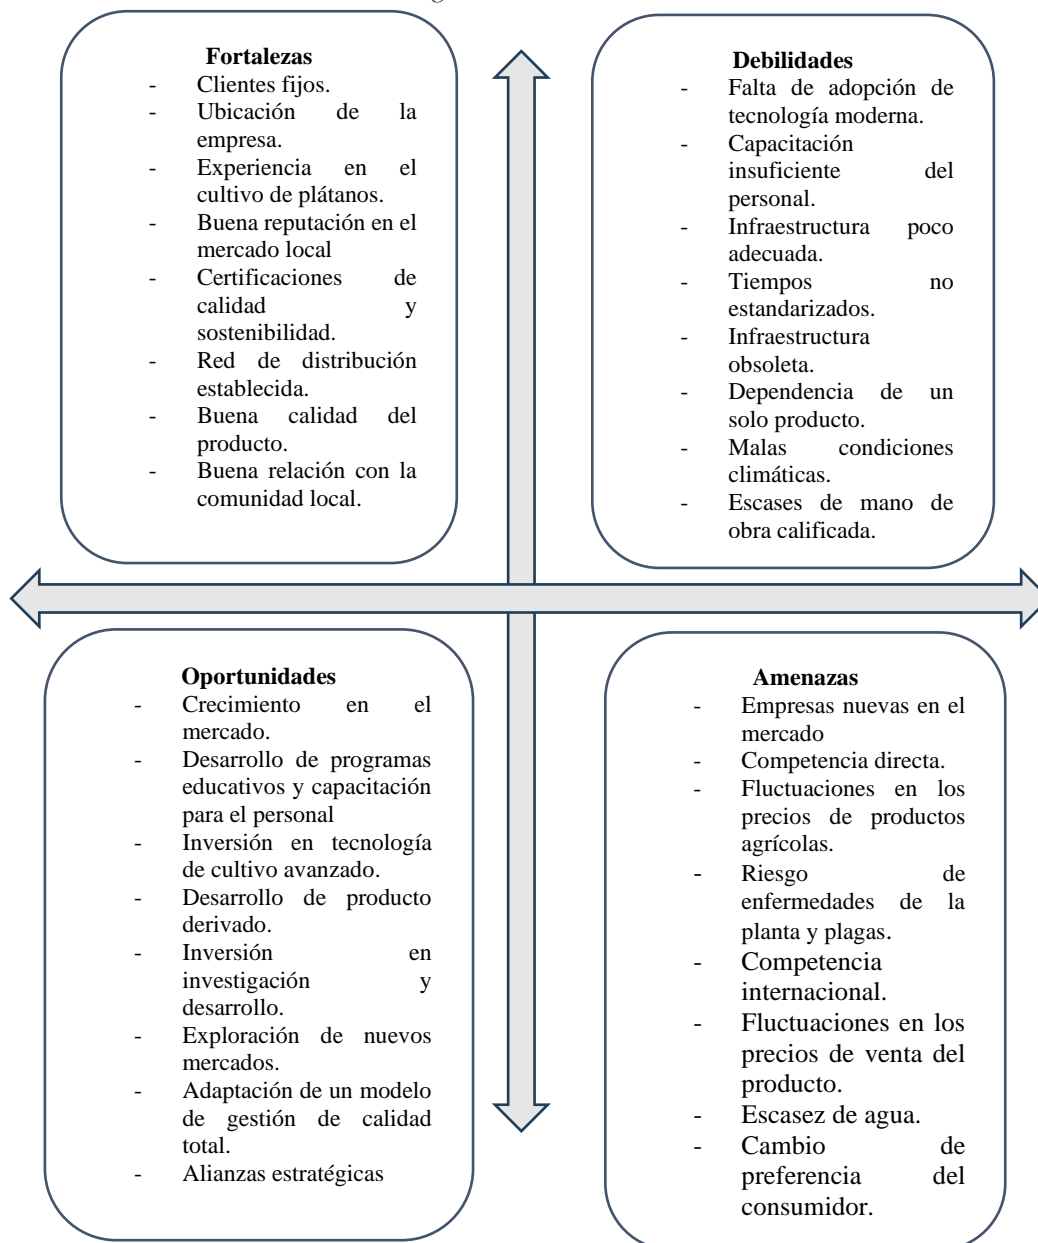 Fortalezas
- Clientes fijos.
- Ubicación de la
empresa.
- Experiencia en el
cultivo de plátanos.
- Buena reputación en el
mercado local
- Certificaciones de
calidad y
sostenibilidad.
- Red de distribución
establecida.
- Buena calidad del
producto.
- Buena relación con la
comunidad local.
Debilidades
- Falta de adopción de
tecnología moderna.
- Capacitación
insuficiente del
personal.
- Infraestructura poco
adecuada.
- Tiempos no
estandarizados.
- Infraestructura
obsoleta.
- Dependencia de un
solo producto.
- Malas condiciones
climáticas.
- Escases de mano de
obra calificada.
Oportunidades
- Crecimiento en el
mercado.
- Desarrollo de programas
educativos y capacitación
para el personal
- Inversión en tecnología
de cultivo avanzado.
- Desarrollo de producto
derivado.
- Inversión en
investigación y
desarrollo.
- Exploración de nuevos
mercados.
- Adaptación de un modelo
de gestión de calidad
total.
- Alianzas estratégicas
Amenazas
- Empresas nuevas en el
mercado
- Competencia directa.
- Fluctuaciones en los
precios de productos
agrícolas.
- Riesgo de
enfermedades de la
planta y plagas.
- Competencia
internacional.
- Fluctuaciones en los
precios de venta del
producto.
- Escasez de agua.
- Cambio de
preferencia del
consumidor.